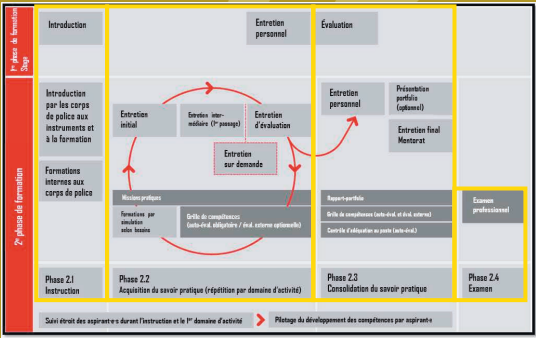 1re phase de formation
Stage
Introduction
Entretien
personnel
Évaluation
2e phase de formation
Introduction
par les corps
de police aux
instruments et
à la formation
Formations
internes aux
corps de police
Entretien
initial
Entretien inter-
médiaire (1er passage)
Entretien
d'évaluation
Entretien
sur demande
Missions pratiques
Formations par
simulation
selon besoins
Grille de compétences
(auto-éval. obligatoire / éval. externe optionnelle)
Entretien
personnel
Présentation
portfolio
(optionnel)
Entretien final
Mentorat
Rapport-portfolio
Grille de compétences (auto-éval. et éval. externe)
Contrôle d'adéquation au poste (auto-éval.)
Examen
professionnel
Phase 2.1
Instruction
Phase 2.2
Acquisition du savoir pratique (répétition par domaine d'activité)
Phase 2.3
Consolidation du savoir pratique
Phase 2.4
Examen
Suivi étroit des aspirant·e·s durant l'instruction et le 1er domaine d'activité
Pilotage du développement des compétences par aspirant·e